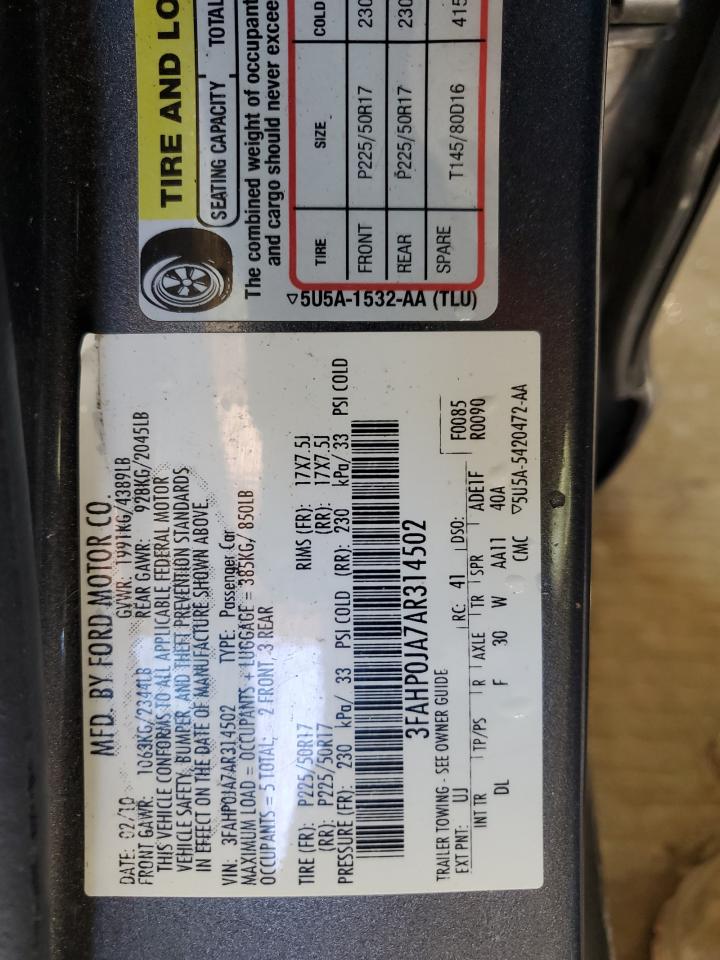 MFD. BY FORD MOTOR CO.
DATE: 02/10 GVWR: 1991KG/4389LB
FRONT GAWR: 1063KG/2344LB REAR GAWR: 928KG/2045LB
THIS VEHICLE CONFORMS TO ALL APPLICABLE FEDERAL MOTOR
VEHICLE SAFETY, BUMPER, AND THEFT PREVENTION STANDARDS
IN EFFECT ON THE DATE OF MANUFACTURE SHOWN ABOVE
VIN: 3FAHP0JA7AR314502 TYPE: Passenger Car
MAXIMUM LOAD = OCCUPANTS + LUGGAGE = 385KG/ 850LB
OCCUPANTS = 5 TOTAL: 2 FRONT, 3 REAR
TIRE (FR): P225/50R17 RIMS (FR): 17X7.5J
(RR): P225/50R17 (RR): 17X7.5J
PRESSURE (FR): 230 kPa/ 33 PSI COLD (RR): 230 kPa/ 33 PSI COLD
3FAHP0JA7AR314502
TRAILER TOWING - SEE OWNER GUIDE F0085
EXT PNT: UJ RC: 41 DSO: R0090
INT TR TP/PS R AXLE TR SPR ADE1F
DL F 30 W AA11 40A
CMC ▽5U5A-5420472-AA
TIRE AND LO
SEATING CAPACITY TOTAL
The combined weight of occupant
and cargo should never excee
TIRE SIZE COLD
FRONT P225/50R17 230
REAR P225/50R17 230
SPARE T145/80D16 415
▽5U5A-1532-AA (TLU)